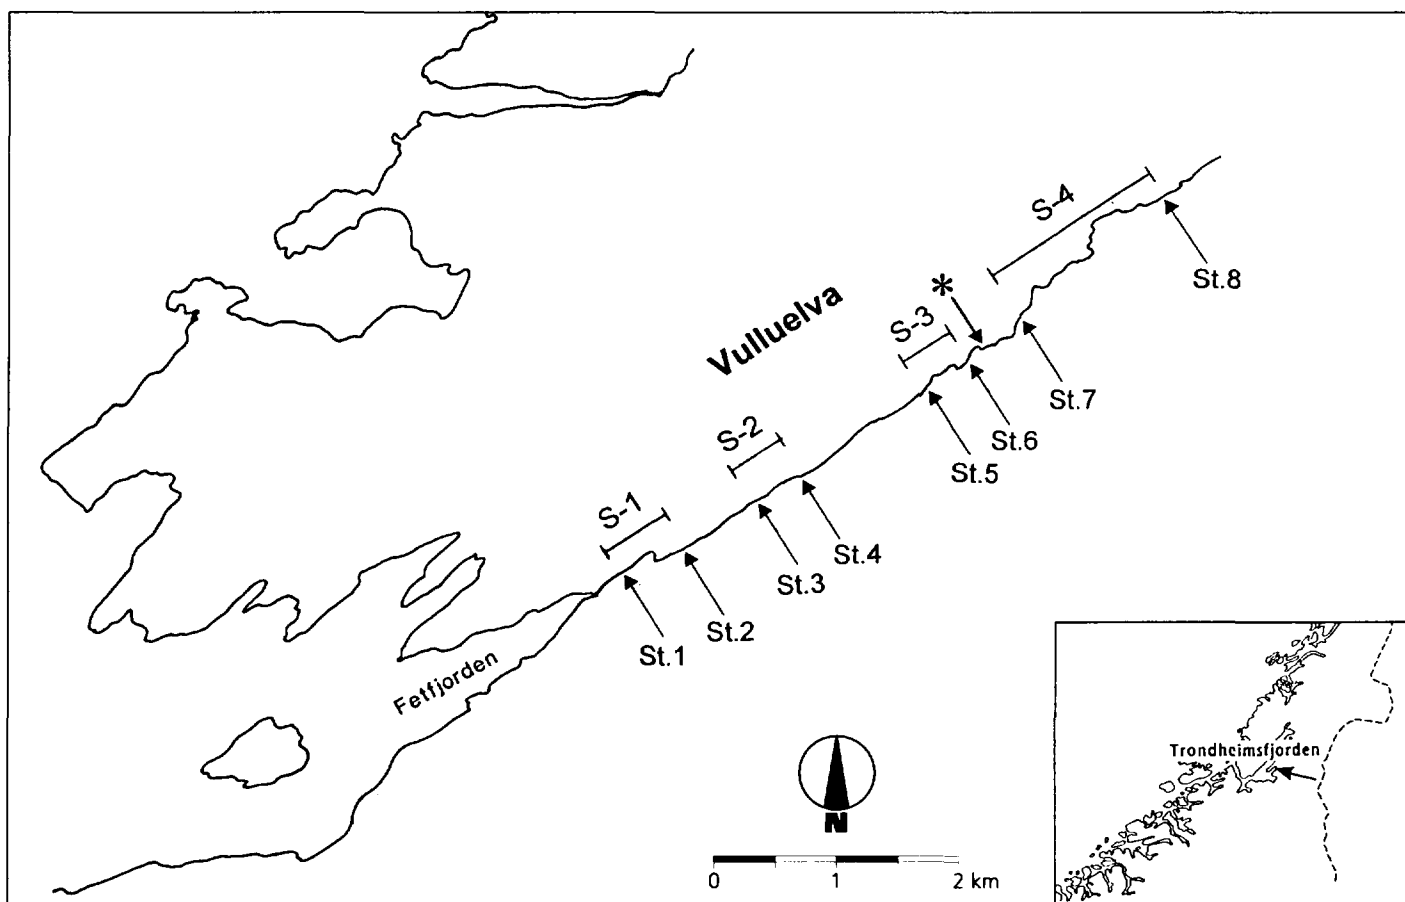 S-4
St.8
*
Vulluelva
S-3
St.7
St.6
S-2
St.5
S-1
St.4
St.3
St.2
St.1
Fetfjorden
Trondheimsfjorden
N
0 1 2 km